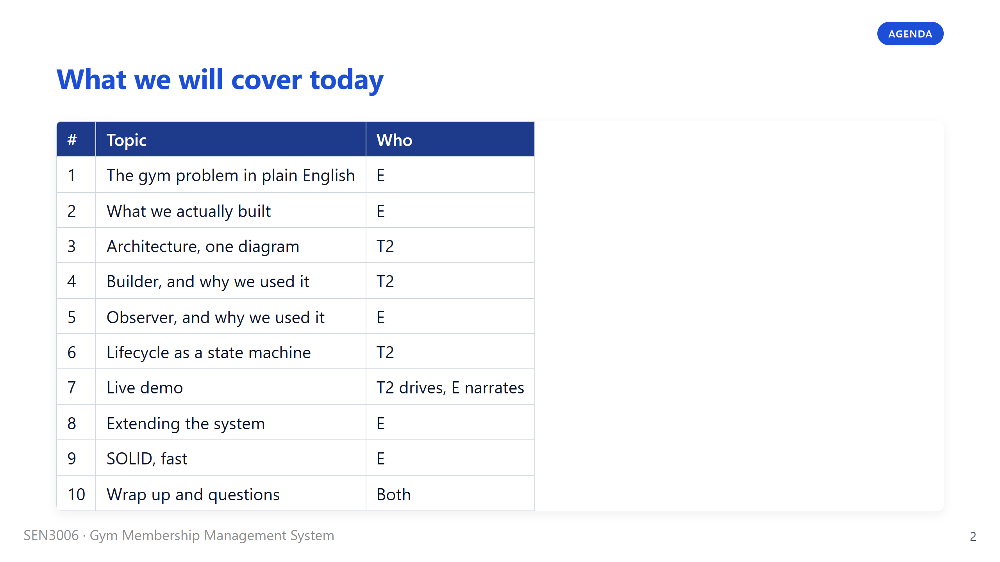 AGENDA
What we will cover today
# Topic Who
1 The gym problem in plain English E
2 What we actually built E
3 Architecture, one diagram T2
4 Builder, and why we used it T2
5 Observer, and why we used it E
6 Lifecycle as a state machine T2
7 Live demo T2 drives, E narrates
8 Extending the system E
9 SOLID, fast E
10 Wrap up and questions Both
SEN3006 · Gym Membership Management System
2